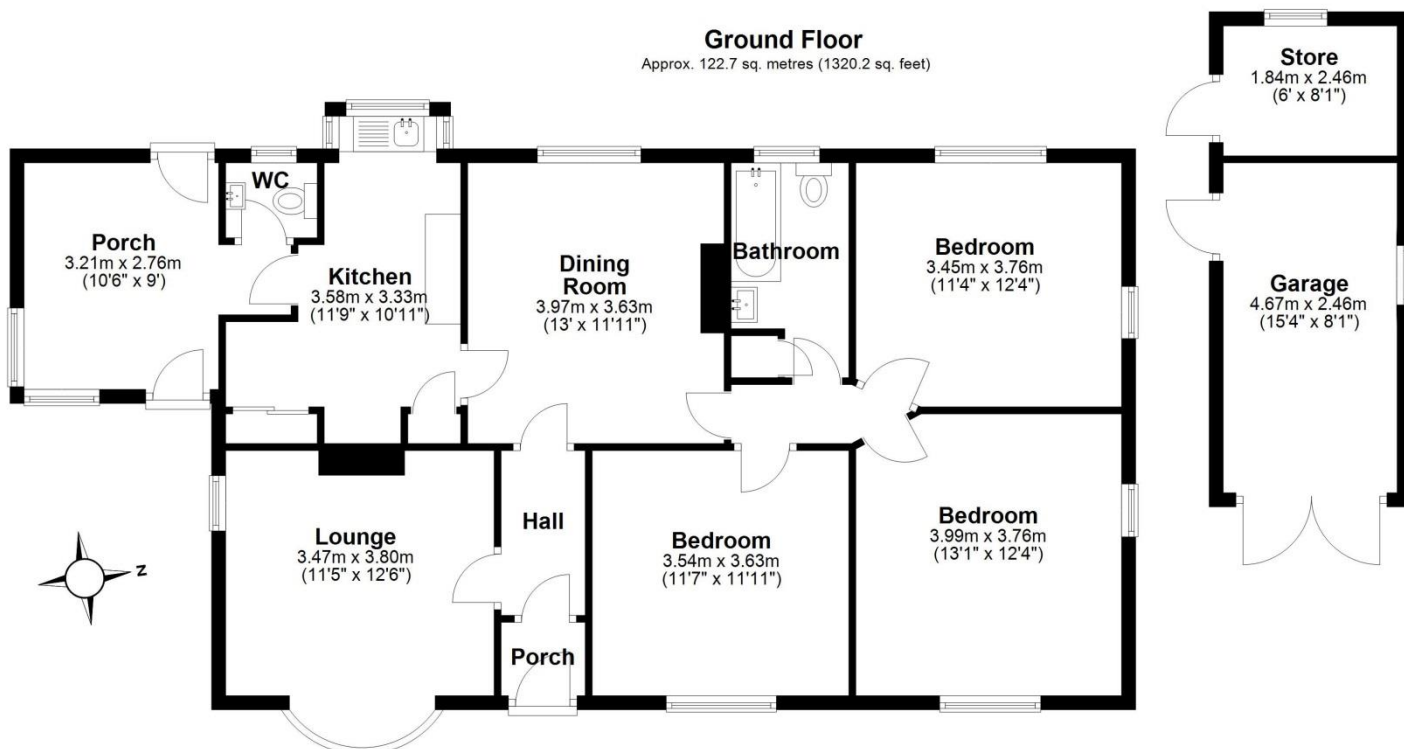 Ground Floor
Approx. 122.7 sq. metres (1320.2 sq. feet)
Store
1.84m x 2.46m
(6' x 8'1")
WC
Porch
3.21m x 2.76m
(10'6" x 9')
Kitchen
3.58m x 3.33m
(11'9" x 10'11")
Dining
Room
3.97m x 3.63m
(13' x 11'11")
Bathroom
Bedroom
3.45m x 3.76m
(11'4" x 12'4")
Garage
4.67m x 2.46m
(15'4" x 8'1")
Lounge
3.47m x 3.80m
(11'5" x 12'6")
Hall
Bedroom
3.54m x 3.63m
(11'7" x 11'11")
Bedroom
3.99m x 3.76m
(13'1" x 12'4")
Porch
N